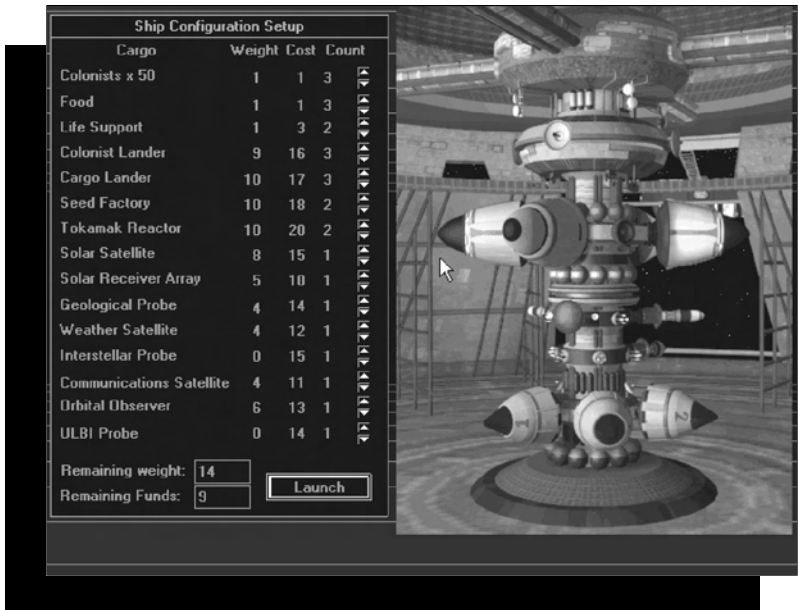 Ship Configuration Setup
Cargo Weight Cost Count
Colonists x 50 1 1 3
Food 1 1 3
Life Support 1 3 2
Colonist Lander 9 16 3
Cargo Lander 10 17 3
Seed Factory 10 18 2
Tokamak Reactor 10 20 2
Solar Satellite 8 15 1
Solar Receiver Array 5 10 1
Geological Probe 4 14 1
Weather Satellite 4 12 1
Interstellar Probe 0 15 1
Communications Satellite 4 11 1
Orbital Observer 6 13 1
ULBI Probe 0 14 1
Remaining weight: 14
Remaining Funds: 9
Launch
1
2